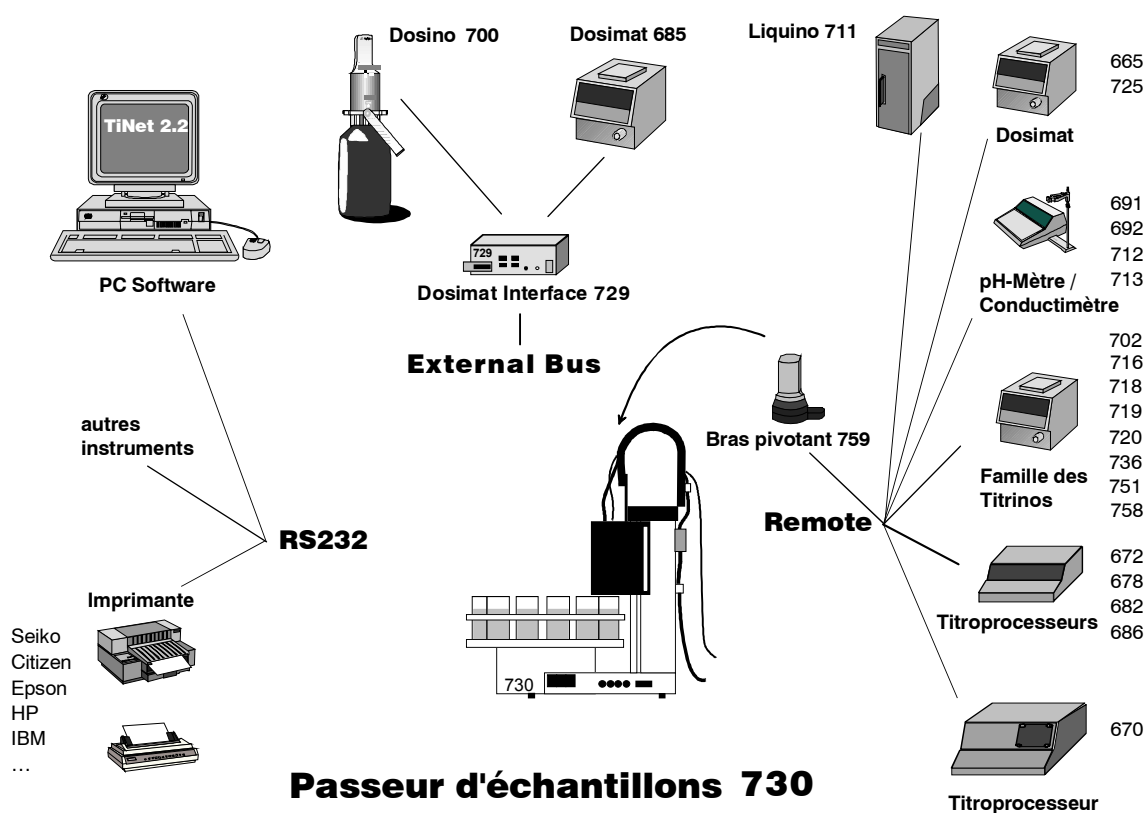 Dosino 700
Dosimat 685
Liquino 711
665
725
Dosimat
TiNet 2.2
PC Software
729
Dosimat Interface 729
External Bus
691
692
712
713
pH-Mètre /
Conductimètre
702
716
718
719
720
736
751
758
Famille des
Titrinos
Bras pivotant 759
autres
instruments
RS232
Remote
672
678
682
686
Titroprocesseurs
Imprimante
Seiko
Citizen
Epson
HP
IBM
…
730
670
Titroprocesseur
Passeur d'échantillons 730